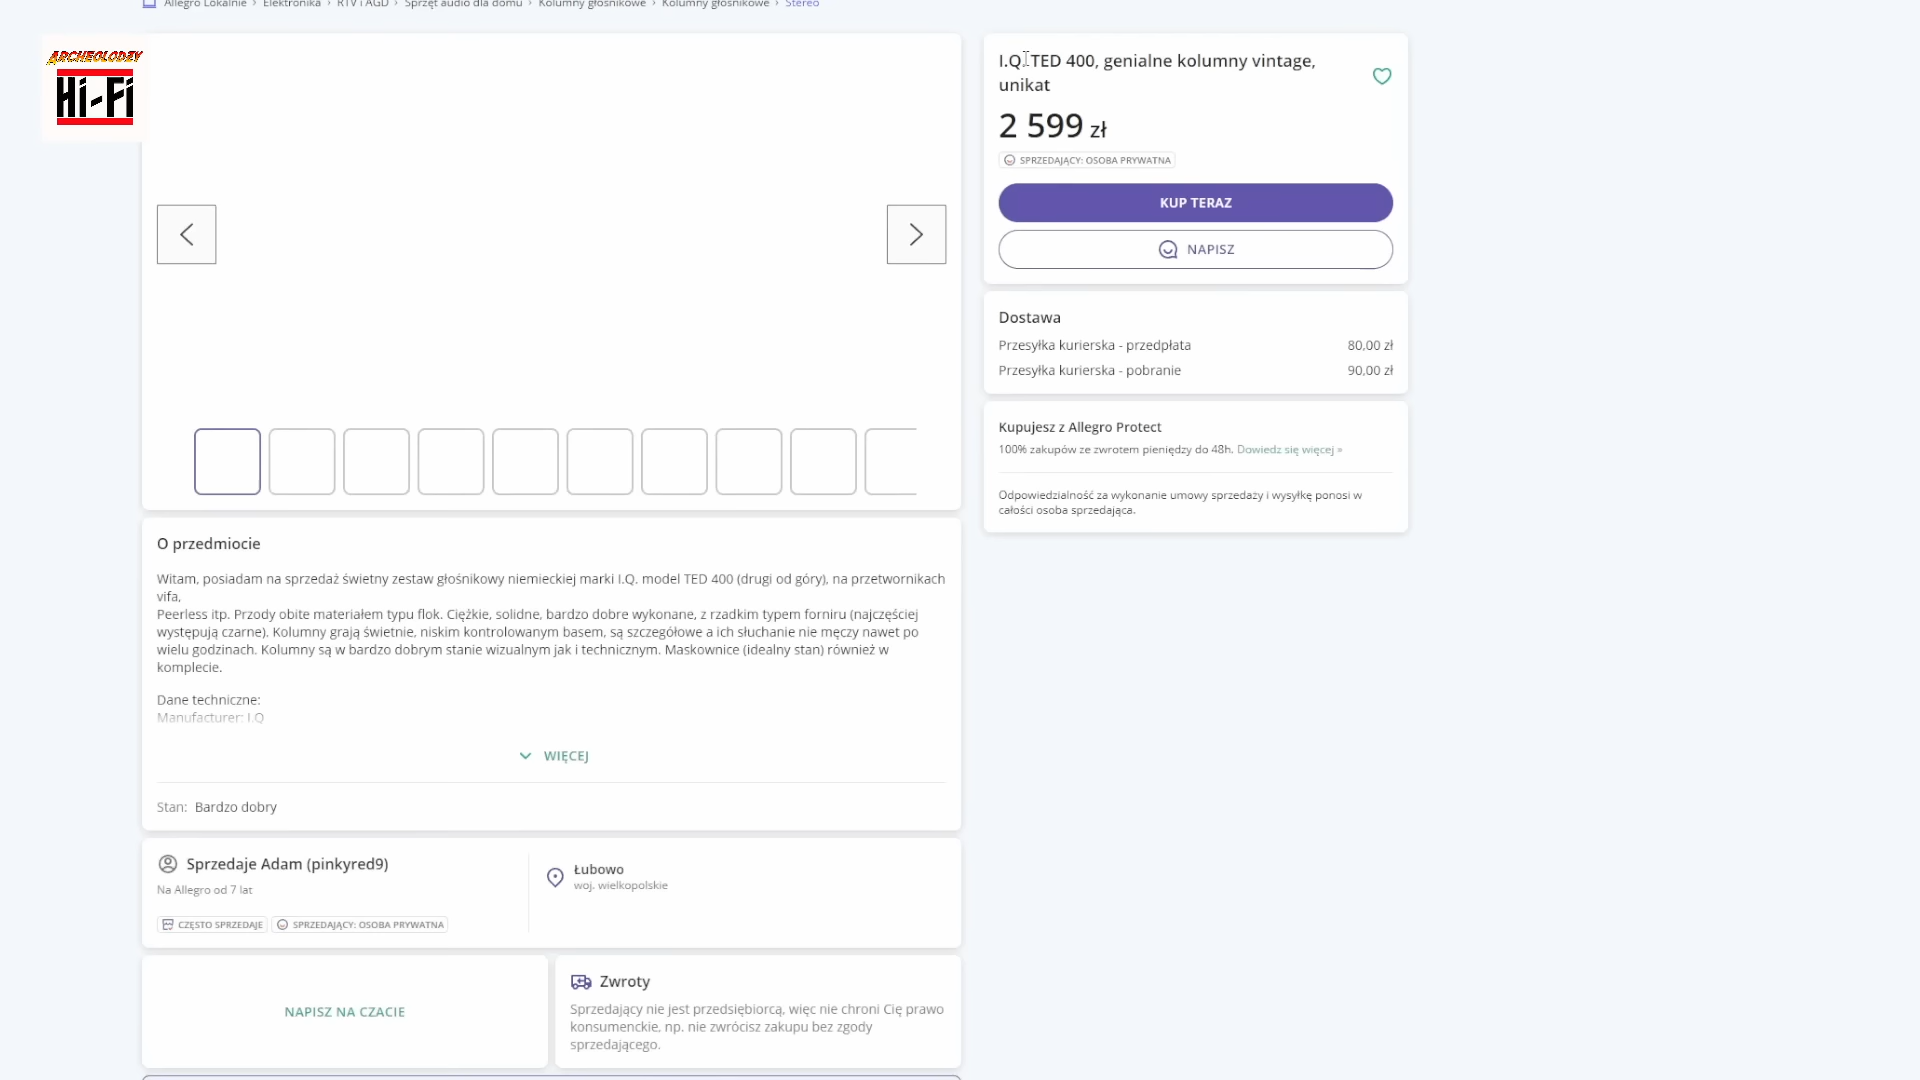 Allegro Lokalnie › Elektronika › RTV i AGD › Sprzęt audio dla domu › Kolumny głośnikowe › Kolumny głośnikowe › Stereo
ARCHEOLODZY
Hi-Fi
I.Q. TED 400, genialne kolumny vintage,
unikat
2 599 zł
SPRZEDAJĄCY: OSOBA PRYWATNA
KUP TERAZ
NAPISZ
Dostawa
Przesyłka kurierska - przedpłata 80,00 zł
Przesyłka kurierska - pobranie 90,00 zł
Kupujesz z Allegro Protect
100% zakupów ze zwrotem pieniędzy do 48h. Dowiedz się więcej »
Odpowiedzialność za wykonanie umowy sprzedaży i wysyłkę ponosi w
całości osoba sprzedająca.
O przedmiocie
Witam, posiadam na sprzedaż świetny zestaw głośnikowy niemieckiej marki I.Q. model TED 400 (drugi od góry), na przetwornikach
vifa,
Peerless itp. Przody obite materiałem typu flok. Ciężkie, solidne, bardzo dobre wykonane, z rzadkim typem forniru (najczęściej
występują czarne). Kolumny grają świetnie, niskim kontrolowanym basem, są szczegółowe a ich słuchanie nie męczy nawet po
wielu godzinach. Kolumny są w bardzo dobrym stanie wizualnym jak i technicznym. Maskownice (idealny stan) również w
komplecie.
Dane techniczne:
Manufacturer: I.Q
WIĘCEJ
Stan: Bardzo dobry
Sprzedaje Adam (pinkyred9)
Na Allegro od 7 lat
CZĘSTO SPRZEDAJE SPRZEDAJĄCY: OSOBA PRYWATNA
Łubowo
woj. wielkopolskie
NAPISZ NA CZACIE
Zwroty
Sprzedający nie jest przedsiębiorcą, więc nie chroni Cię prawo
konsumenckie, np. nie zwrócisz zakupu bez zgody
sprzedającego.